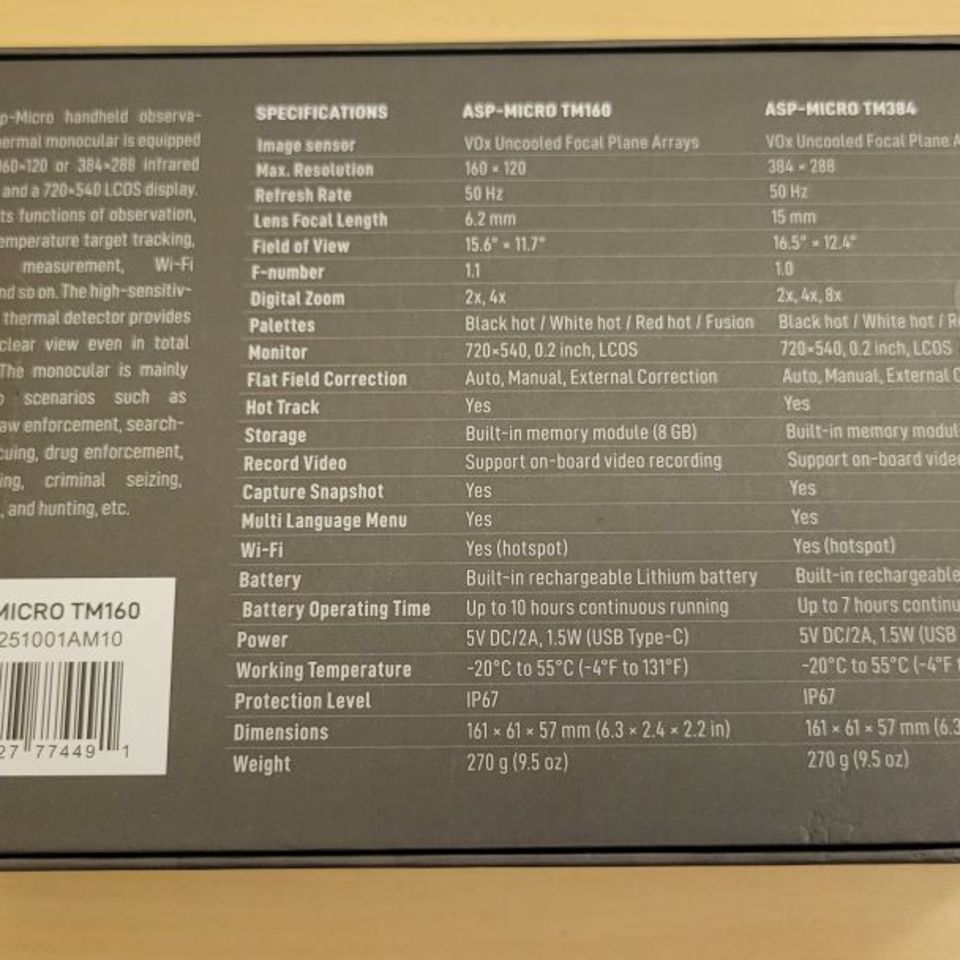 p-Micro handheld observa-
ermal monocular is equipped
160×120 or 384×288 infrared
and a 720×540 LCOS display.
ts functions of observation,
emperature target tracking,
measurement, Wi-Fi
nd so on. The high-sensitiv-
thermal detector provides
clear view even in total
The monocular is mainly
scenarios such as
aw enforcement, search-
cuing, drug enforcement,
ing, criminal seizing,
, and hunting, etc.
MICRO TM160
251001AM10
27 77449 1
SPECIFICATIONS ASP-MICRO TM160 ASP-MICRO TM384
Image sensor VOx Uncooled Focal Plane Arrays VOx Uncooled Focal Plane A
Max. Resolution 160 × 120 384 × 288
Refresh Rate 50 Hz 50 Hz
Lens Focal Length 6.2 mm 15 mm
Field of View 15.6° × 11.7° 16.5° × 12.4°
F-number 1.1 1.0
Digital Zoom 2x, 4x 2x, 4x, 8x
Palettes Black hot / White hot / Red hot / Fusion Black hot / White hot / Re
Monitor 720×540, 0.2 inch, LCOS 720×540, 0.2 inch, LCOS
Flat Field Correction Auto, Manual, External Correction Auto, Manual, External C
Hot Track Yes Yes
Storage Built-in memory module (8 GB) Built-in memory modul
Record Video Support on-board video recording Support on-board vide
Capture Snapshot Yes Yes
Multi Language Menu Yes Yes
Wi-Fi Yes (hotspot) Yes (hotspot)
Battery Built-in rechargeable Lithium battery Built-in rechargeable
Battery Operating Time Up to 10 hours continuous running Up to 7 hours continu
Power 5V DC/2A, 1.5W (USB Type-C) 5V DC/2A, 1.5W (USB
Working Temperature -20°C to 55°C (-4°F to 131°F) -20°C to 55°C (-4°F
Protection Level IP67 IP67
Dimensions 161 × 61 × 57 mm (6.3 × 2.4 × 2.2 in) 161 × 61 × 57 mm (6.3
Weight 270 g (9.5 oz) 270 g (9.5 oz)